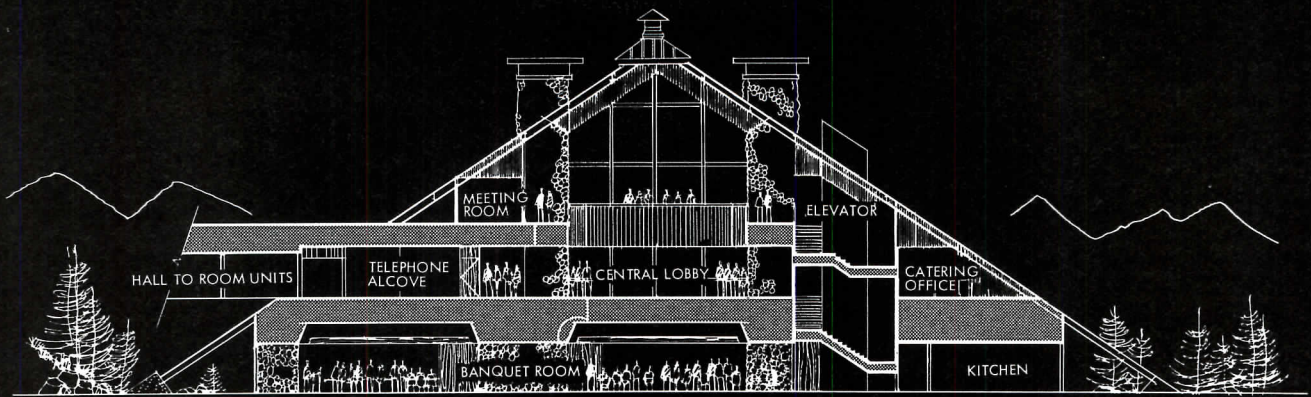 MEETING
ROOM
ELEVATOR
HALL TO ROOM UNITS
TELEPHONE
ALCOVE
CENTRAL LOBBY
CATERING
OFFICE
BANQUET ROOM
KITCHEN